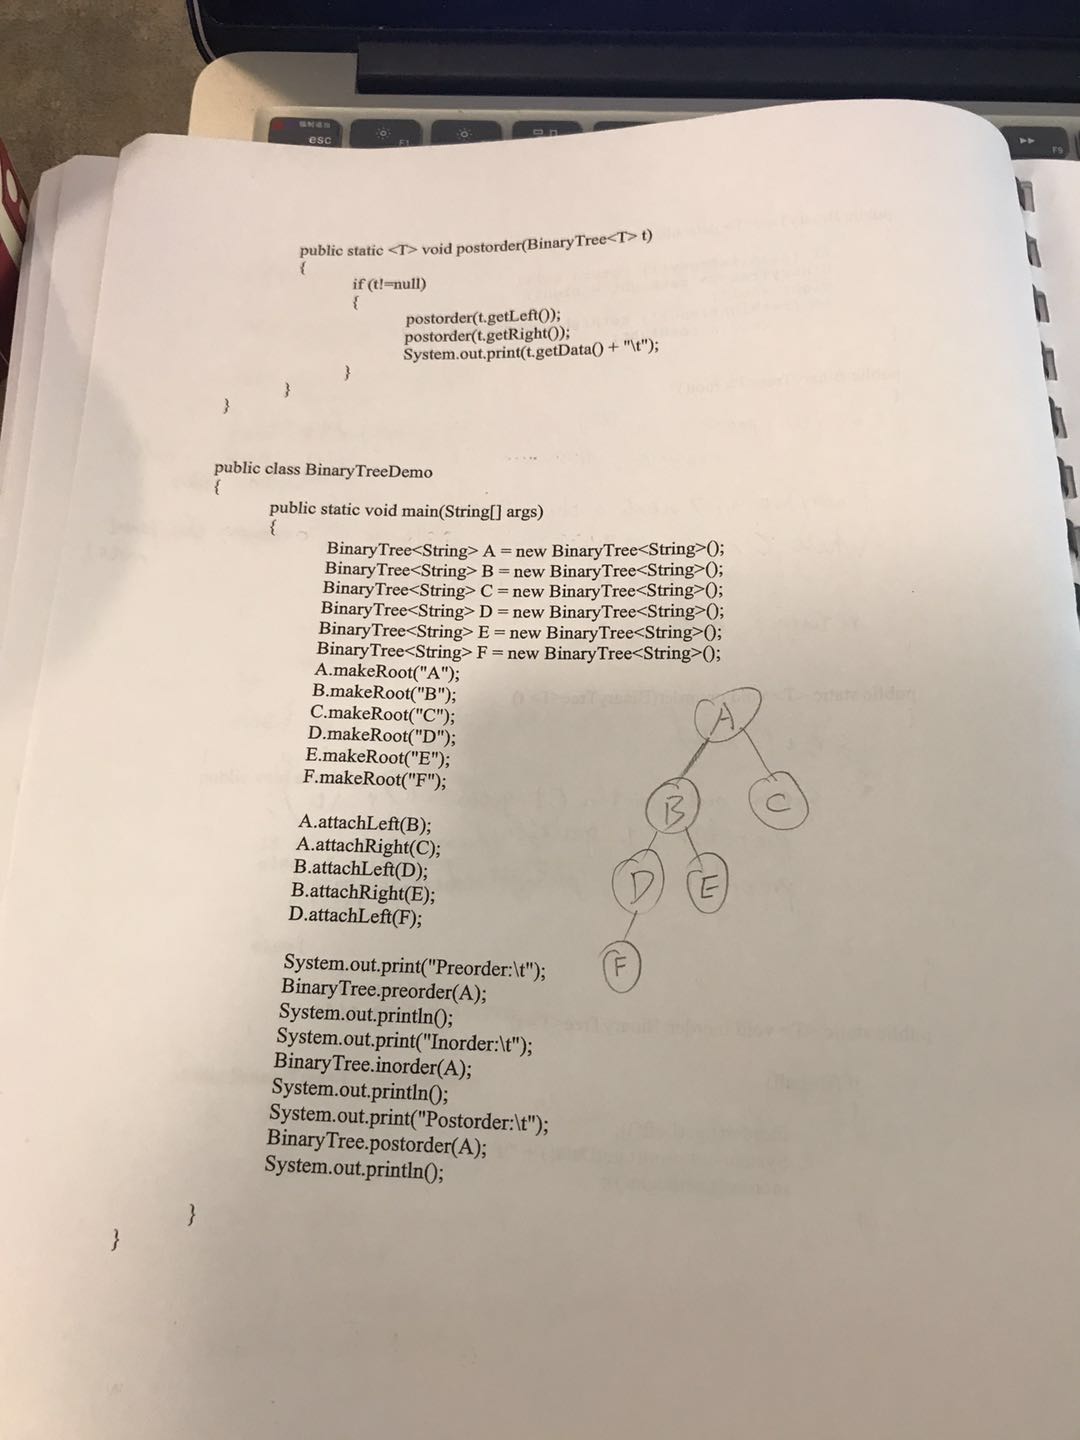 esc
F1
F9
public static <T> void postorder(BinaryTree<T> t)
{
if (t!=null)
{
postorder(t.getLeft());
postorder(t.getRight());
System.out.print(t.getData() + "\t");
}
}
}
public class BinaryTreeDemo
{
public static void main(String[] args)
{
BinaryTree<String> A = new BinaryTree<String>();
BinaryTree<String> B = new BinaryTree<String>();
BinaryTree<String> C = new BinaryTree<String>();
BinaryTree<String> D = new BinaryTree<String>();
BinaryTree<String> E = new BinaryTree<String>();
BinaryTree<String> F = new BinaryTree<String>();
A.makeRoot("A");
B.makeRoot("B");
C.makeRoot("C");
D.makeRoot("D");
E.makeRoot("E");
F.makeRoot("F");
A.attachLeft(B);
A.attachRight(C);
B.attachLeft(D);
B.attachRight(E);
D.attachLeft(F);
A
B C
D E
F
System.out.print("Preorder:\t");
BinaryTree.preorder(A);
System.out.println();
System.out.print("Inorder:\t");
BinaryTree.inorder(A);
System.out.println();
System.out.print("Postorder:\t");
BinaryTree.postorder(A);
System.out.println();
}
}